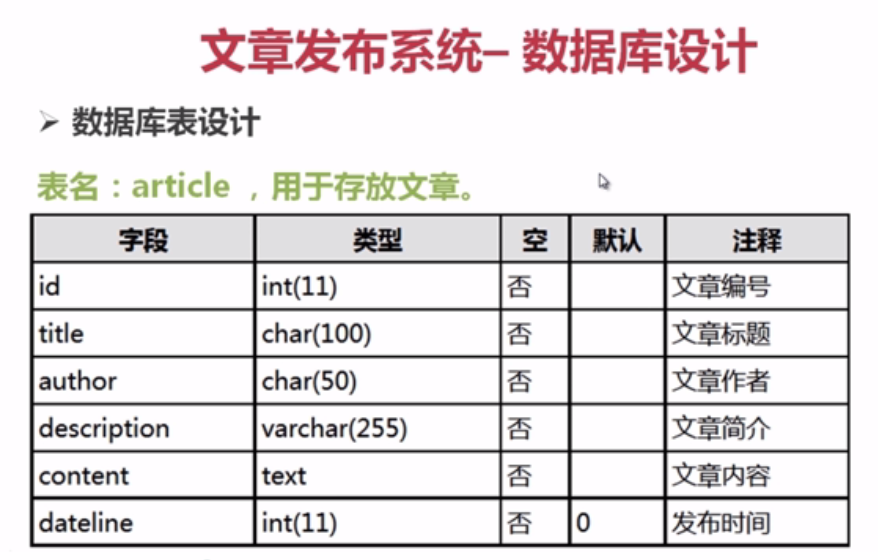 文章发布系统– 数据库设计
➢ 数据库表设计
表名：article ，用于存放文章。
字段 类型 空 默认 注释
id int(11) 否 文章编号
title char(100) 否 文章标题
author char(50) 否 文章作者
description varchar(255) 否 文章简介
content text 否 文章内容
dateline int(11) 否 0 发布时间